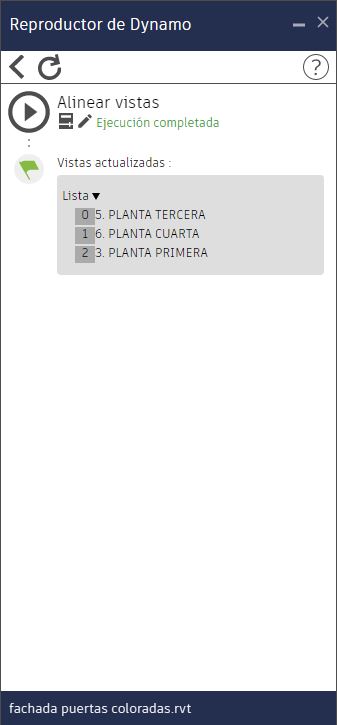 Reproductor de Dynamo
?
Alinear vistas
Ejecución completada
:
Vistas actualizadas :
Lista
0 5. PLANTA TERCERA
1 6. PLANTA CUARTA
2 3. PLANTA PRIMERA
fachada puertas coloradas.rvt